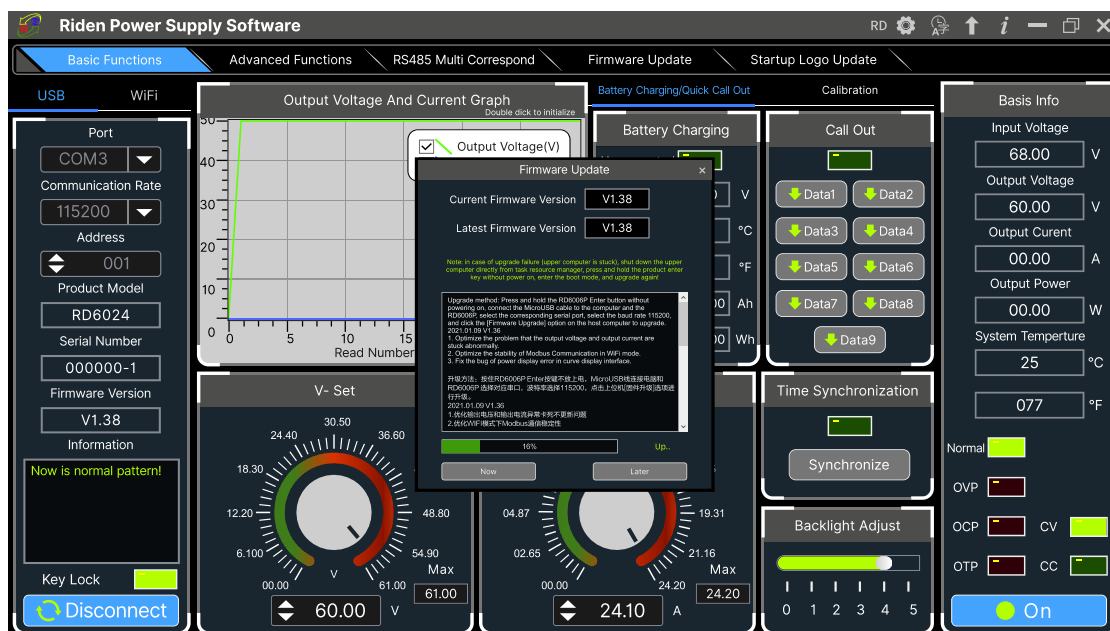 Riden Power Supply Software
RD
Basic Functions
Advanced Functions
RS485 Multi Correspond
Firmware Update
Startup Logo Update
USB
WiFi
Port
COM3
Communication Rate
115200
Address
001
Product Model
RD6024
Serial Number
000000-1
Firmware Version
V1.38
Information
Now is normal pattern!
Key Lock
Disconnect
Output Voltage And Current Graph
Double dick to initialize
50
40
30
20
10
0
0 5 10 15
Read Number
Output Voltage(V)
Battery Charging/Quick Call Out
Calibration
Battery Charging
V
°C
°F
Ah
Wh
Firmware Update
Current Firmware Version V1.38
Latest Firmware Version V1.38
Note: in case of upgrade failure (upper computer is stuck), shut down the upper
computer directly from task resource manager, press and hold the product enter
key without power on, enter the boot mode, and upgrade again!
Upgrade method: Press and hold the RD6006P Enter button without
powering on, connect the MicroUSB cable to the computer and the
RD6006P, select the corresponding serial port, select the baud rate 115200,
and dick the [Firmware Upgrade] option on the host computer to upgrade.
2021.01.09 V1.36
1. Optimize the problem that the output voltage and output current are
stuck abnormally.
2. Optimize the stability of Modbus Communication in WiFi mode.
3. Fix the bug of power display error in curve display interface.
升级方法：按住RD6006P Enter按键不放上电，MicroUSB线连接电脑和
RD6006P,选择对应串口，波特率选择115200，点击上位机[固件升级]选项进
行升级。
2021.01.09 V1.36
1.优化输出电压和输出电流异常卡死不更新问题
2.优化WIFI模式下Modbus通信稳定性
16%
Up..
Now
Later
Call Out
Data1 Data2
Data3 Data4
Data5 Data6
Data7 Data8
Data9
Time Synchronization
Synchronize
Backlight Adjust
0 1 2 3 4 5
V- Set
30.50
24.40 36.60
18.30
12.20 48.80
6.100 54.90
00.00 61.00
V
Max
61.00
60.00 V
04.87 19.31
02.65 21.16
00.00 24.20
A
Max
24.20
24.10 A
Basis Info
Input Voltage
68.00 V
Output Voltage
60.00 V
Output Curent
00.00 A
Output Power
00.00 W
System Temperture
25 °C
077 °F
Normal
OVP
OCP CV
OTP CC
On